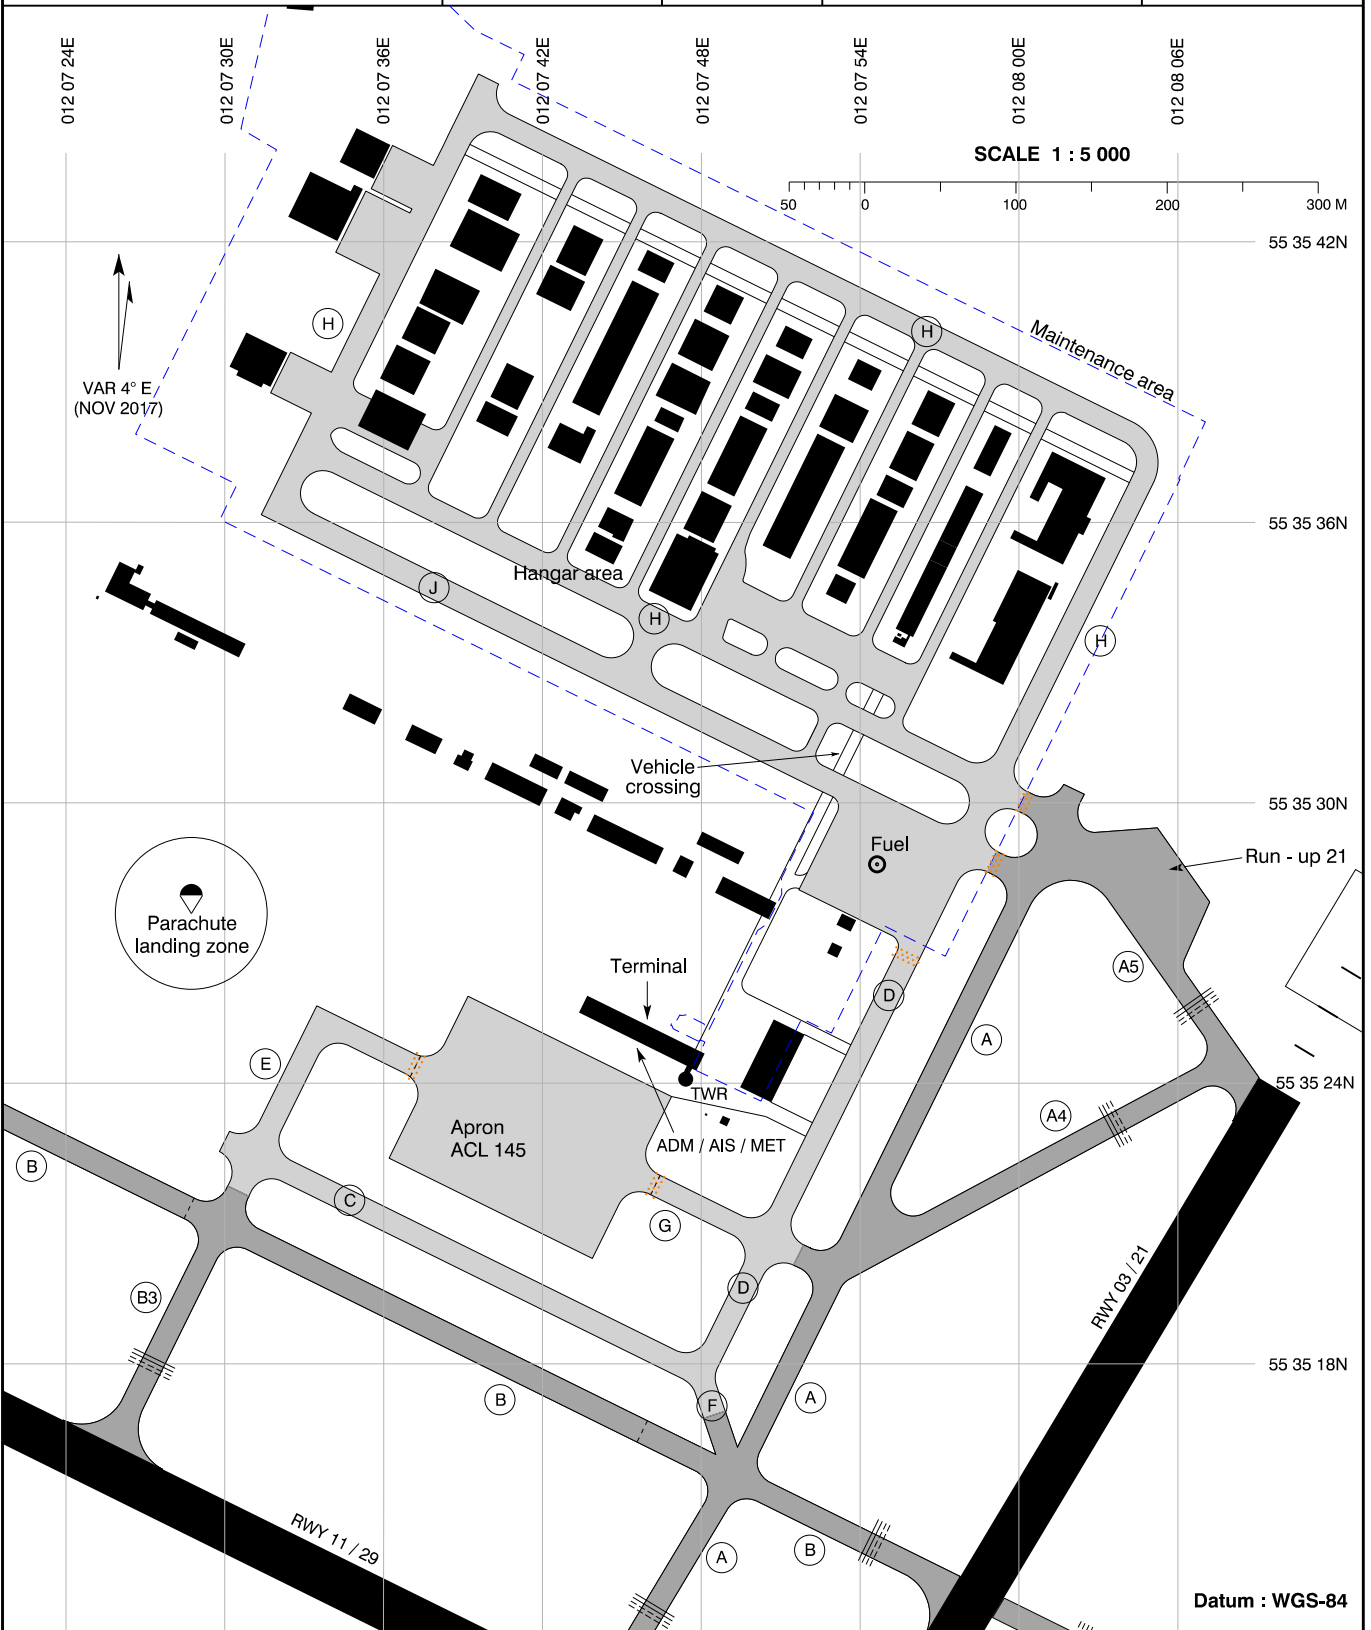 012 07 24E
012 07 30E
012 07 36E
012 07 42E
012 07 48E
012 07 54E
012 08 00E
012 08 06E
SCALE 1 : 5 000
50 0 100 200 300 M
55 35 42N
H
H
Maintenance area
VAR 4° E
(NOV 2017)
55 35 36N
Hangar area
J
H
H
Vehicle
crossing
55 35 30N
Fuel
Run - up 21
Parachute
landing zone
Terminal
A5
D
A
E
55 35 24N
TWR
A4
Apron
ACL 145
ADM / AIS / MET
B
C
G
D
B3
RWY 03 / 21
55 35 18N
B
F
A
RWY 11 / 29
A
B
Datum : WGS-84